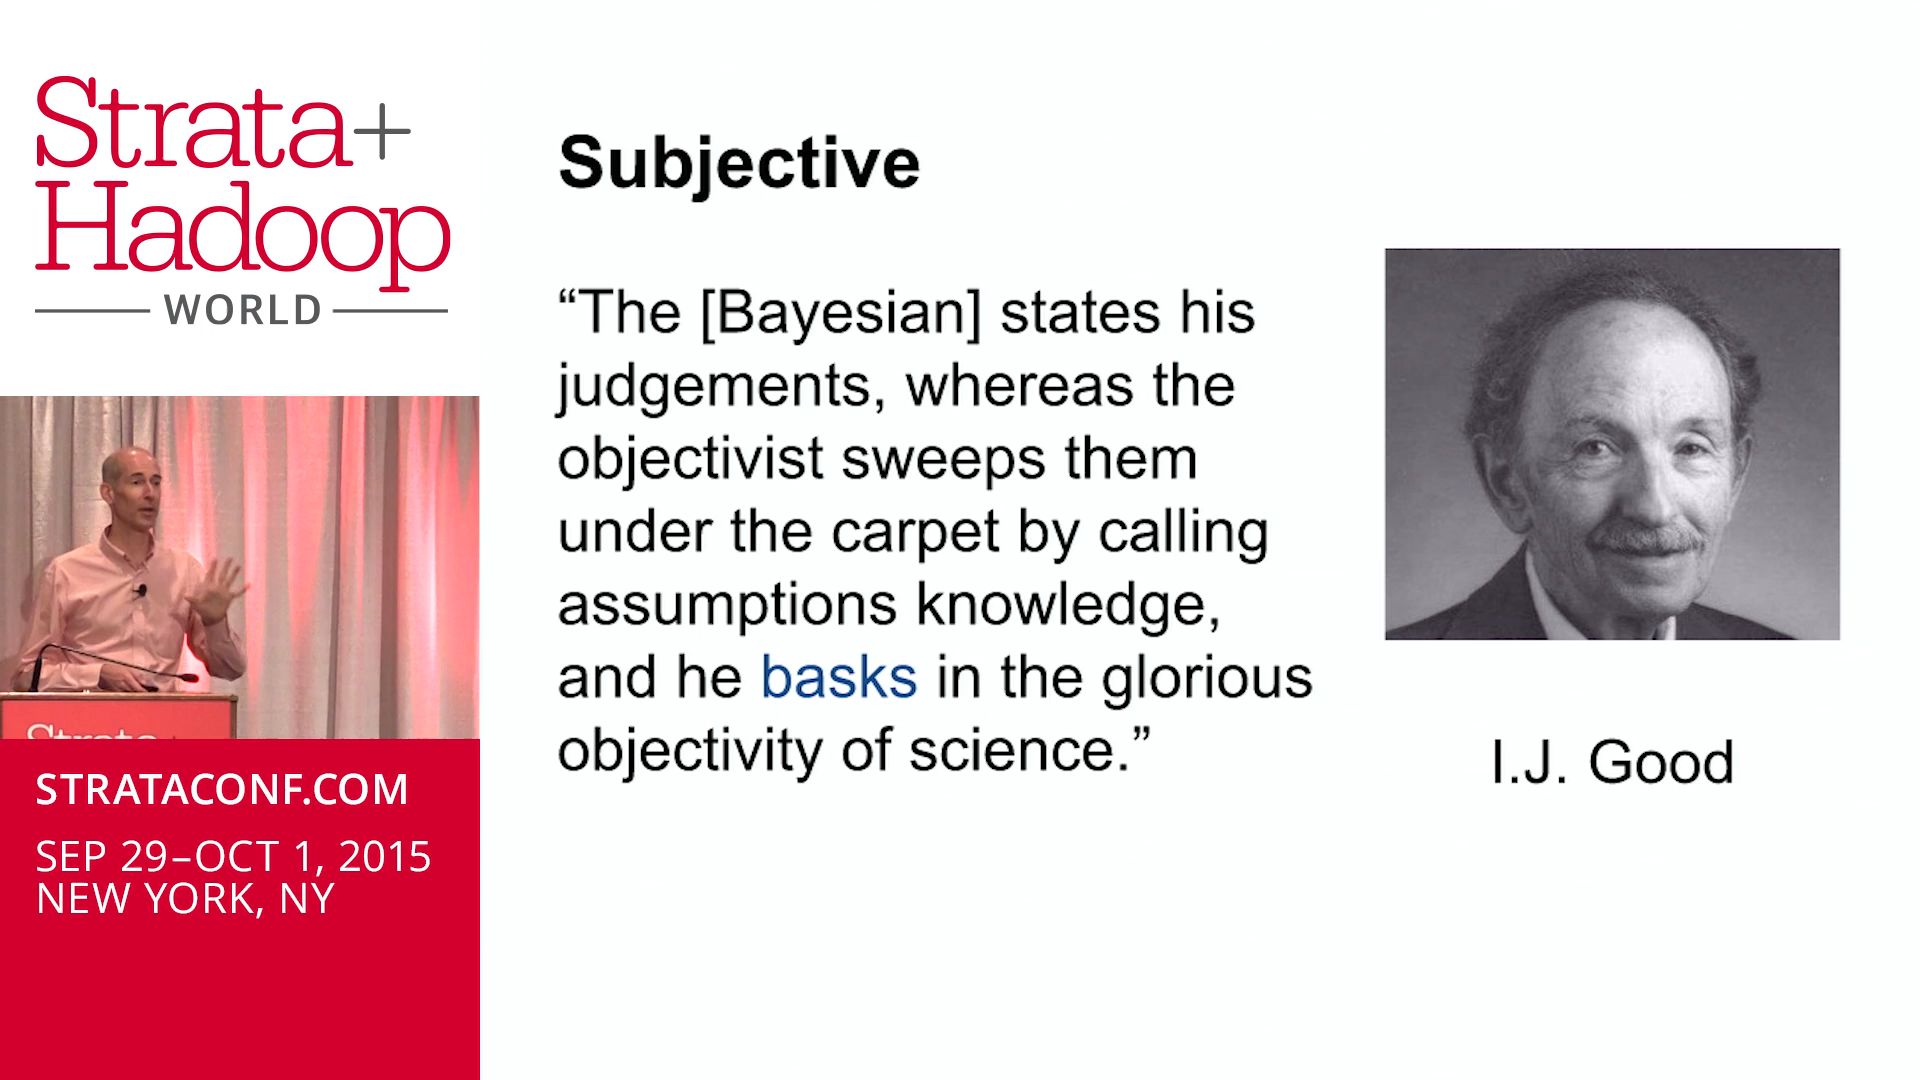 Strata+
Hadoop
WORLD
STRATACONF.COM
SEP 29–OCT 1, 2015
NEW YORK, NY
Subjective
“The [Bayesian] states his
judgements, whereas the
objectivist sweeps them
under the carpet by calling
assumptions knowledge,
and he basks in the glorious
objectivity of science.”
I.J. Good